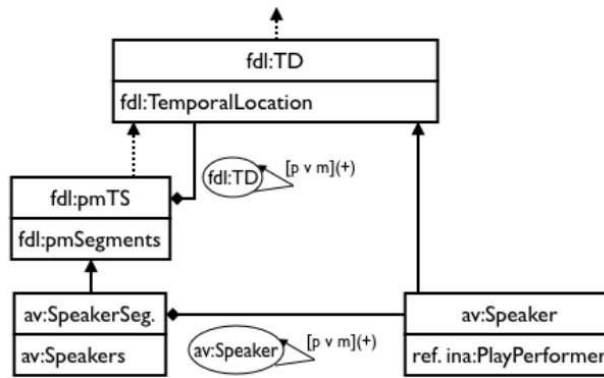 fdl:TD
fdl:TemporalLocation
[p v m](+)
fdl:TD
fdl:pmTS
fdl:pmSegments
av:SpeakerSeg.
av:Speaker
av:Speakers
[p v m](+)
av:Speaker
ref. ina:PlayPerformer